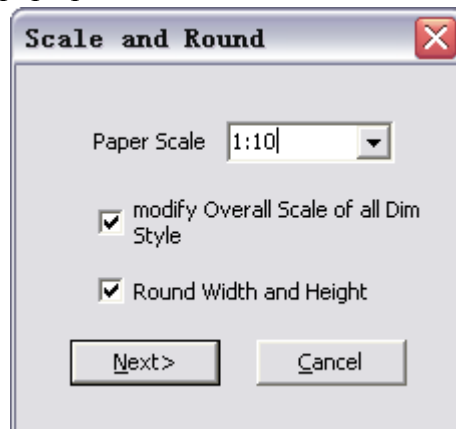 Scale and Round
Paper Scale 1:10
modify Overall Scale of all Dim
Style
Round Width and Height
Next> Cancel